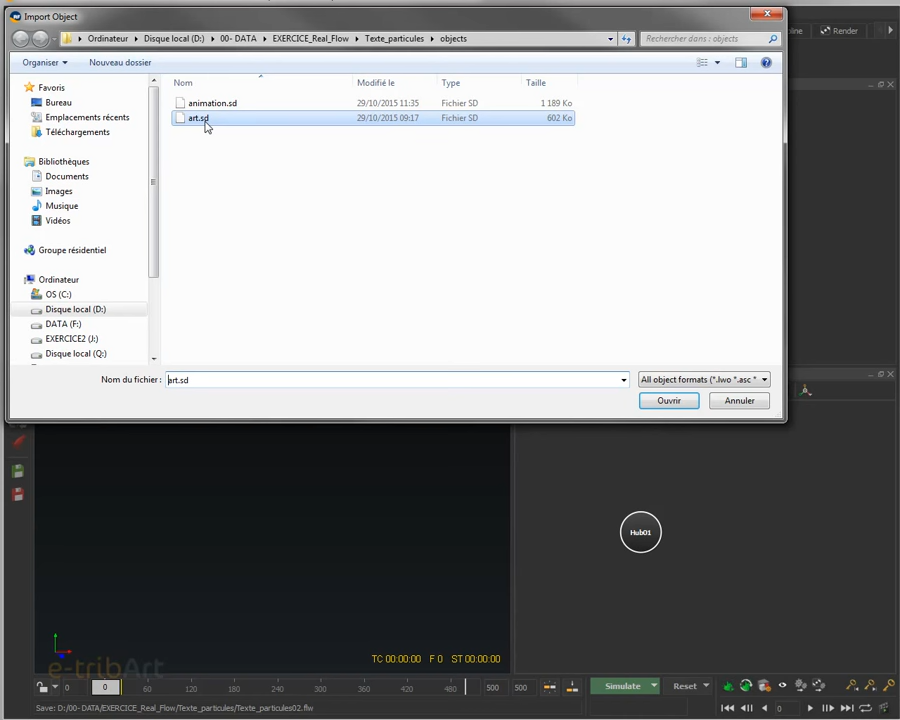 Import Object
Ordinateur Disque local (D:) 00- DATA EXERCICE_Real_Flow Texte_particules objects
Rechercher dans : objects
Render
Organiser Nouveau dossier
Nom Modifié le Type Taille
animation.sd 29/10/2015 11:35 Fichier SD 1 189 Ko
art.sd 29/10/2015 09:17 Fichier SD 602 Ko
Favoris
Bureau
Emplacements récents
Téléchargements
Bibliothèques
Documents
Images
Musique
Vidéos
Groupe résidentiel
Ordinateur
OS (C:)
Disque local (D:)
DATA (F:)
EXERCICE2 (J:)
Disque local (Q:)
Nom du fichier : art.sd
All object formats (*.lwo *.asc *
Ouvrir Annuler
Hub01
e-tribArt
TC 00:00:00 F 0 ST 00:00:00
0 0 60 120 180 240 300 360 420 480 500 500
Simulate Reset
Save: D:/00- DATA/EXERCICE_Real_Flow/Texte_particules/Texte_particules02.flw
0